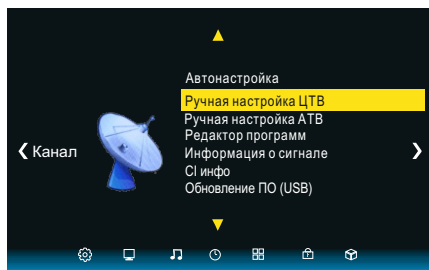 Автонастройка
Ручная настройка ЦТВ
Ручная настройка АТВ
Редактор программ
Канал
Информация о сигнале
CI инфо
Обновление ПО (USB)